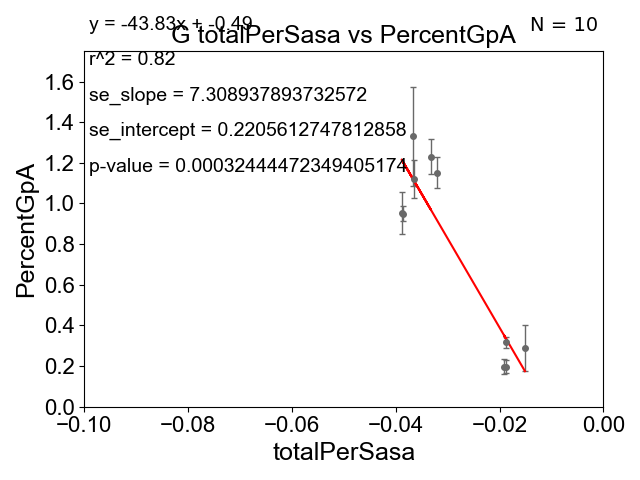 y = -43.83x + -0.49
N = 10
G totalPerSasa vs PercentGpA
r^2 = 0.82
se_slope = 7.308937893732572
se_intercept = 0.2205612747812858
p-value = 0.00032444472349405174
PercentGpA
1.6
1.4
1.2
1.0
0.8
0.6
0.4
0.2
0.0
−0.10 −0.08 −0.06 −0.04 −0.02 0.00
totalPerSasa